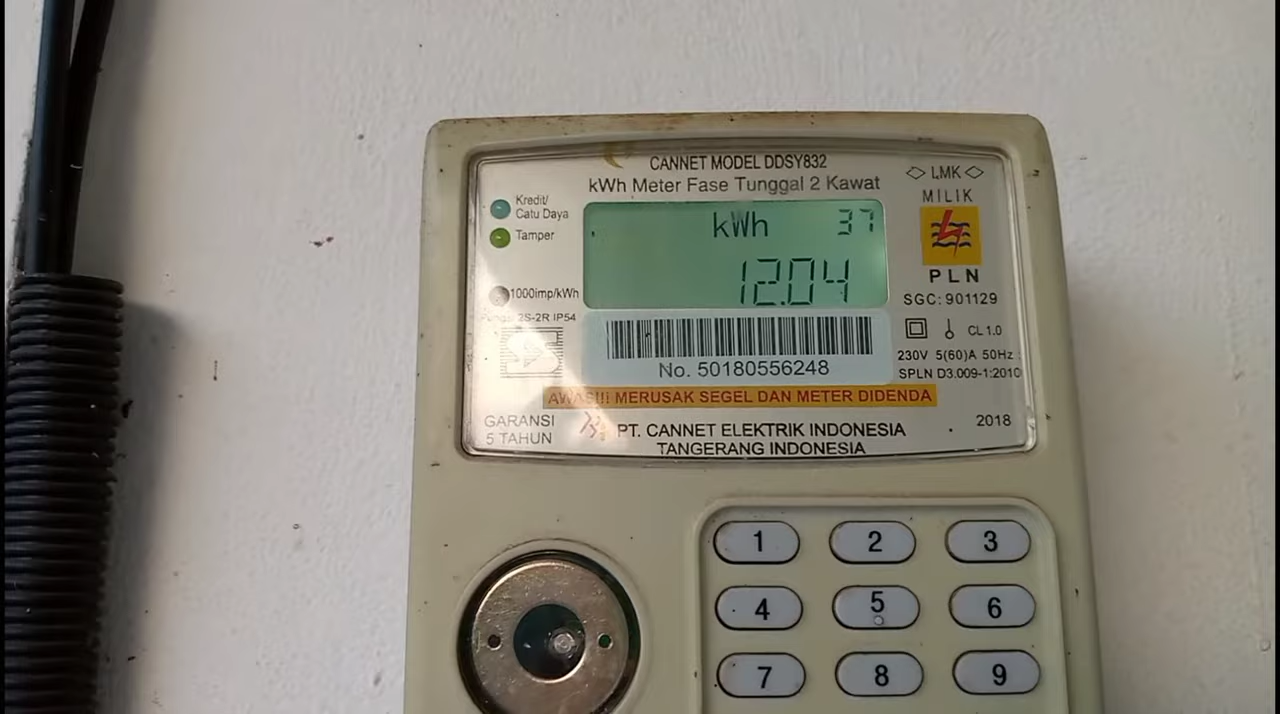 CANNET MODEL DDSY832
kWh Meter Fase Tunggal 2 Kawat
Kredit/
Catu Daya
Tamper
1000imp/kWh
2S-2R IP54
kWh 37
12.04
No. 50180556248
LMK
MILIK
PLN
SGC: 901129
CL 1.0
230V 5(60)A 50Hz
SPLN D3.009-1:2010
AWAS!!! MERUSAK SEGEL DAN METER DIDENDA
GARANSI
5 TAHUN
PT. CANNET ELEKTRIK INDONESIA
TANGERANG INDONESIA
2018
1 2 3
4 5 6
7 8 9